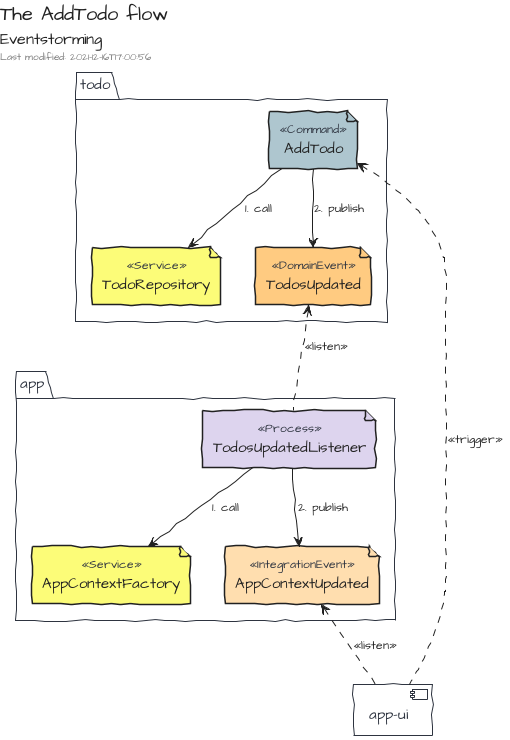 The AddTodo flow
Eventstorming
Last modified: 2021-12-16T17:00:56
todo
«Command»
AddTodo
1. call
2. publish
«Service»
TodoRepository
«DomainEvent»
TodosUpdated
«listen»
app
«Process»
TodosUpdatedListener
«trigger»
1. call
2. publish
«Service»
AppContextFactory
«IntegrationEvent»
AppContextUpdated
«listen»
app-ui